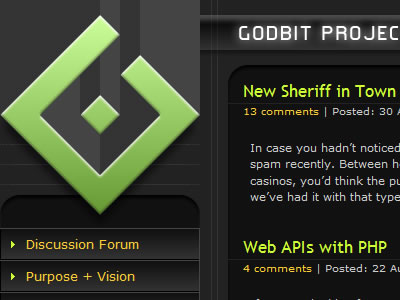 GODBIT PROJEC
New Sheriff in Town
13 comments | Posted: 30 A
In case you hadn't noticed
spam recently. Between h
casinos, you'd think the pu
we've had it with that type
Discussion Forum
Web APIs with PHP
4 comments | Posted: 22 Au
Purpose + Vision